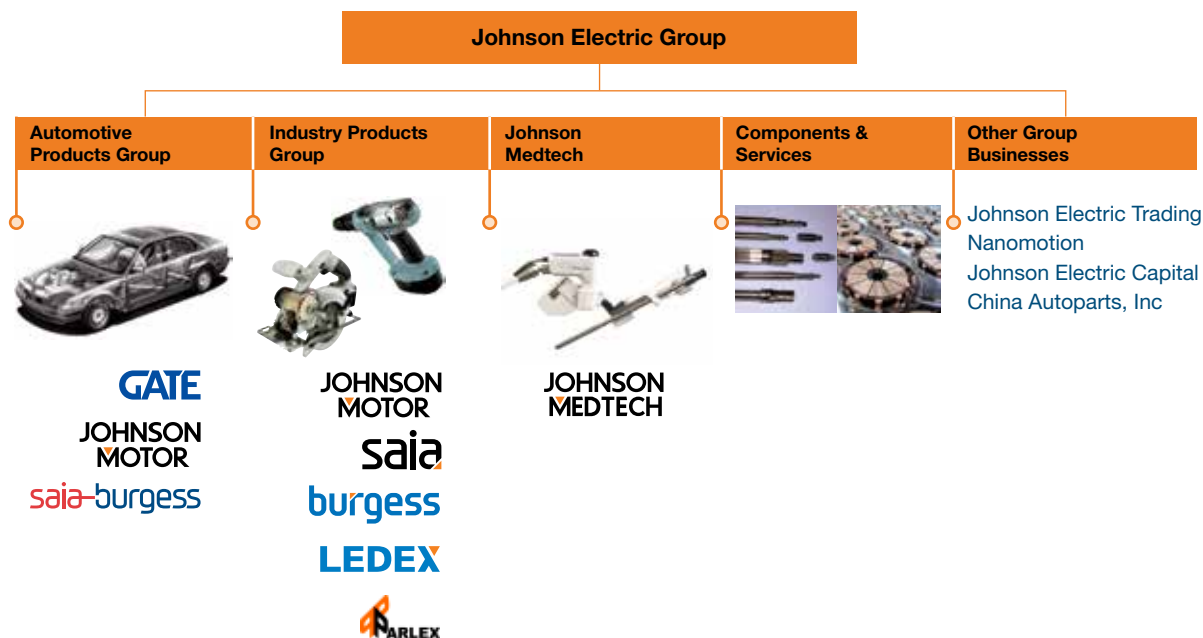 Johnson Electric Group
Automotive
Products Group
Industry Products
Group
Johnson
Medtech
Components &
Services
Other Group
Businesses
Johnson Electric Trading
Nanomotion
Johnson Electric Capital
China Autoparts, Inc
GATE
JOHNSON
MOTOR
saia-burgess
JOHNSON
MOTOR
saia
burgess
LEDEX
PARLEX
JOHNSON
MEDTECH